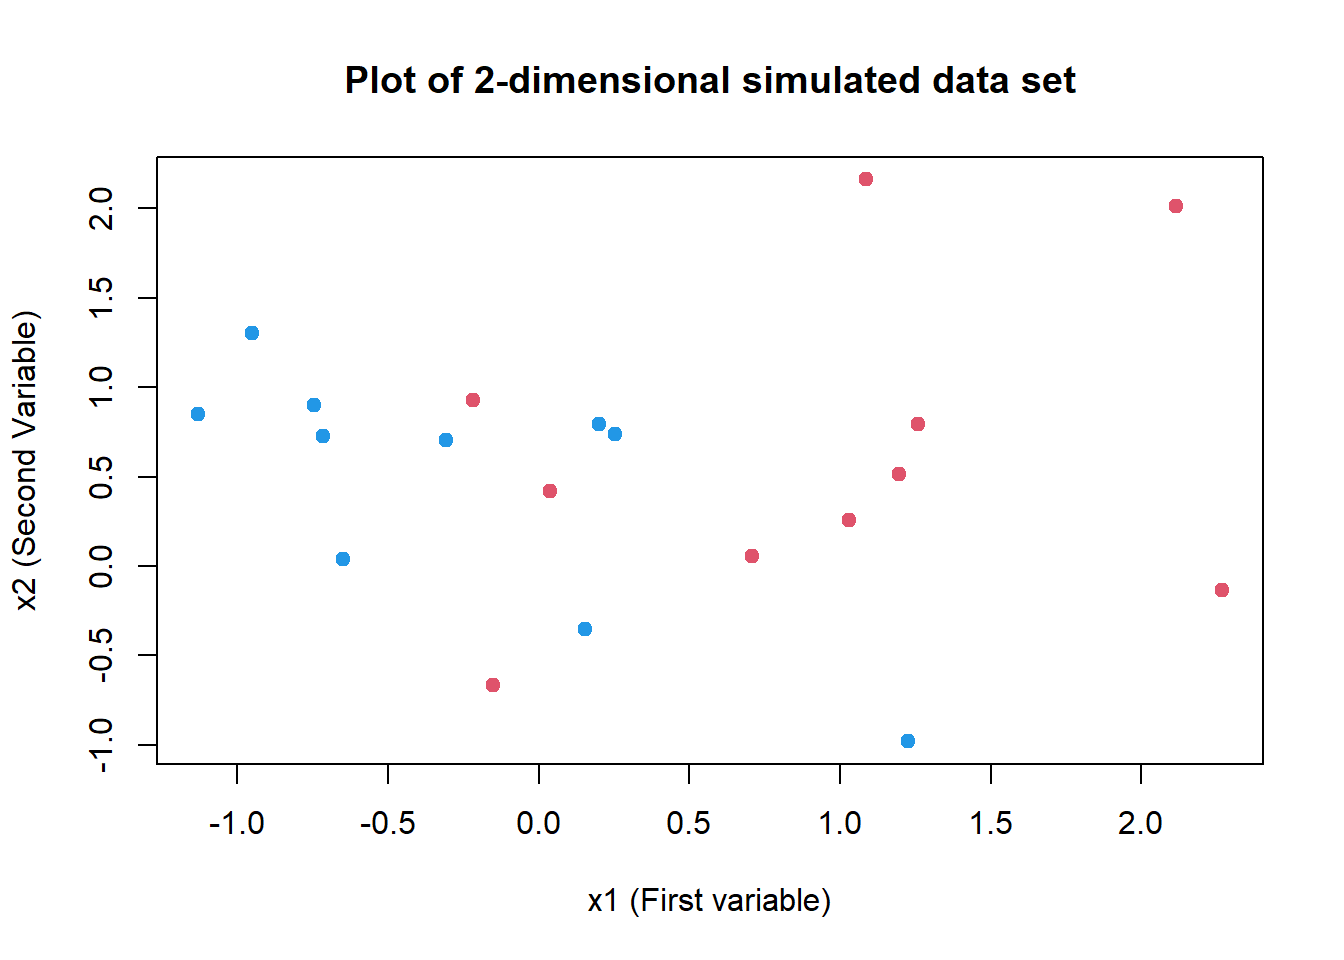 Plot of 2-dimensional simulated data set
x2 (Second Variable)
2.0
1.5
1.0
0.5
0.0
-0.5
-1.0
-1.0 -0.5 0.0 0.5 1.0 1.5 2.0
x1 (First variable)